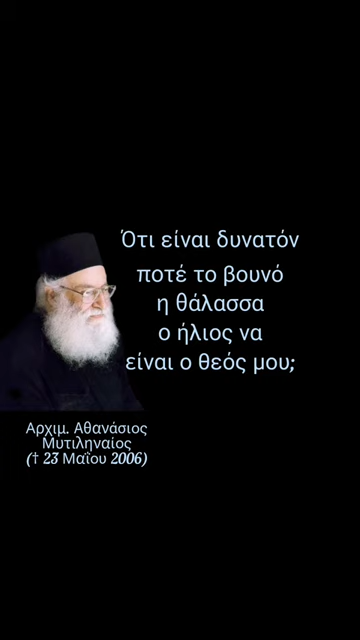 Ότι είναι δυνατόν
ποτέ το βουνό
η θάλασσα
ο ήλιος να
είναι ο θεός μου;
Αρχιμ. Αθανάσιος
Μυτιληναίος
(† 23 Μαΐου 2006)